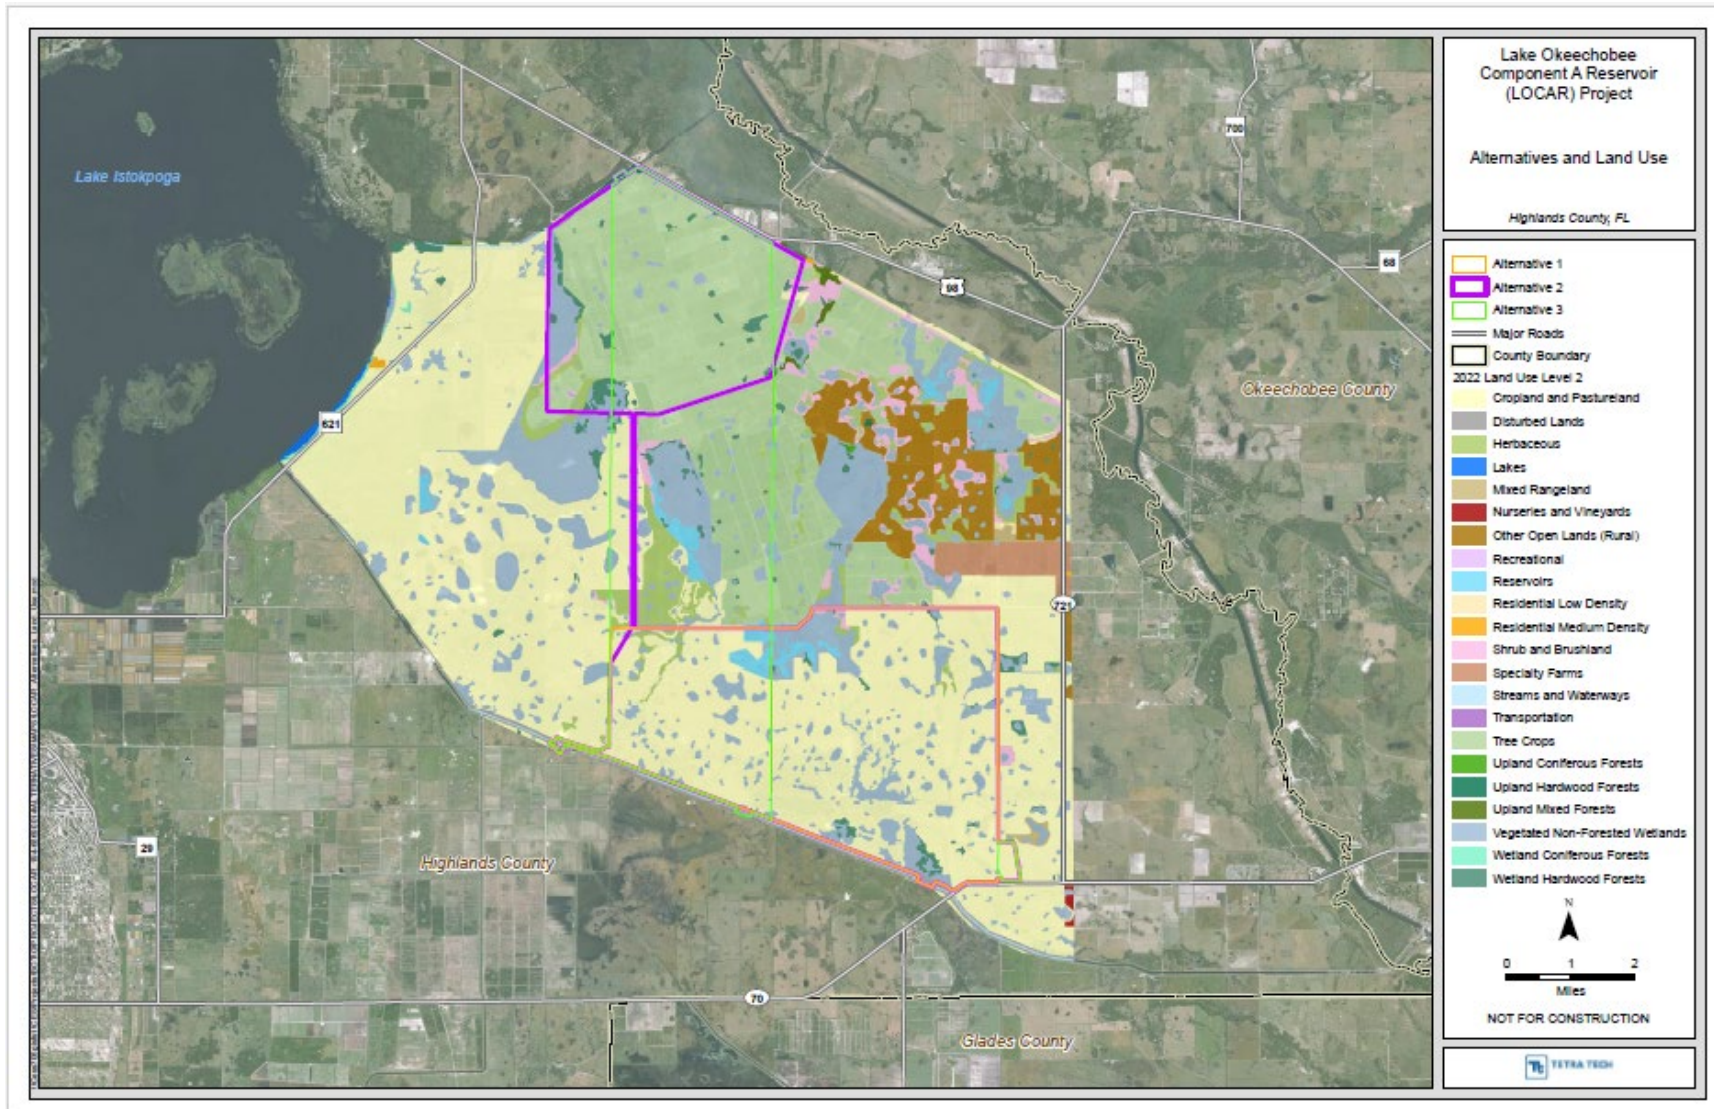 Lake Okeechobee
Component A Reservoir
(LOCAR) Project
Alternatives and Land Use
Highlands County, FL
Alternative 1
Alternative 2
Alternative 3
Major Roads
County Boundary
2022 Land Use Level 2
Cropland and Pastureland
Disturbed Lands
Herbaceous
Lakes
Mixed Rangeland
Nurseries and Vineyards
Other Open Lands (Rural)
Recreational
Reservoirs
Residential Low Density
Residential Medium Density
Shrub and Brushland
Specialty Farms
Streams and Waterways
Transportation
Tree Crops
Upland Coniferous Forests
Upland Hardwood Forests
Upland Mixed Forests
Vegetated Non-Forested Wetlands
Wetland Coniferous Forests
Wetland Hardwood Forests
N
0 1 2
Miles
NOT FOR CONSTRUCTION
TETRA TECH
Lake Istokpoga
700
68
98
Okeechobee County
621
721
29
Highlands County
70
Glades County